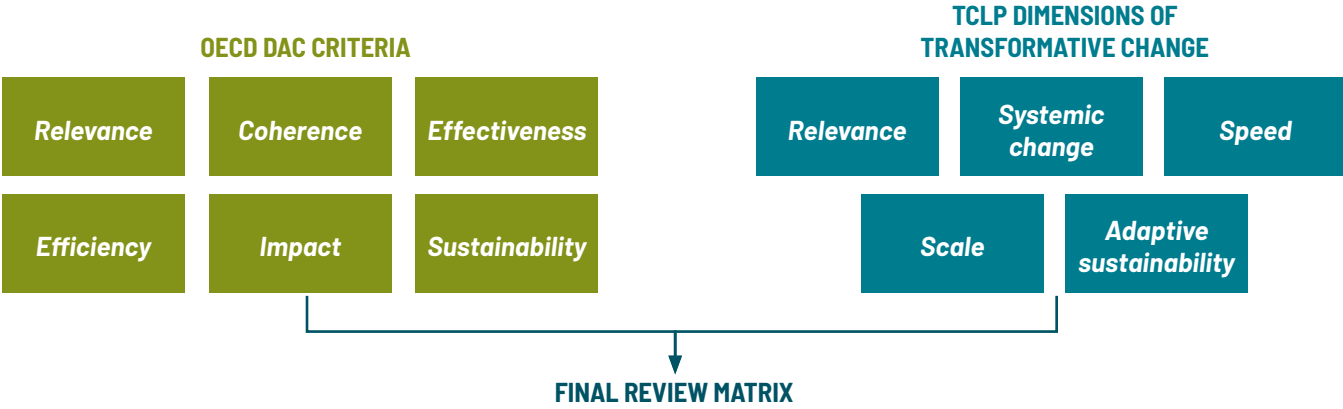 OECD DAC CRITERIA
Relevance
Coherence
Effectiveness
Efficiency
Impact
Sustainability
TCLP DIMENSIONS OF
TRANSFORMATIVE CHANGE
Relevance
Systemic
change
Speed
Scale
Adaptive
sustainability
FINAL REVIEW MATRIX